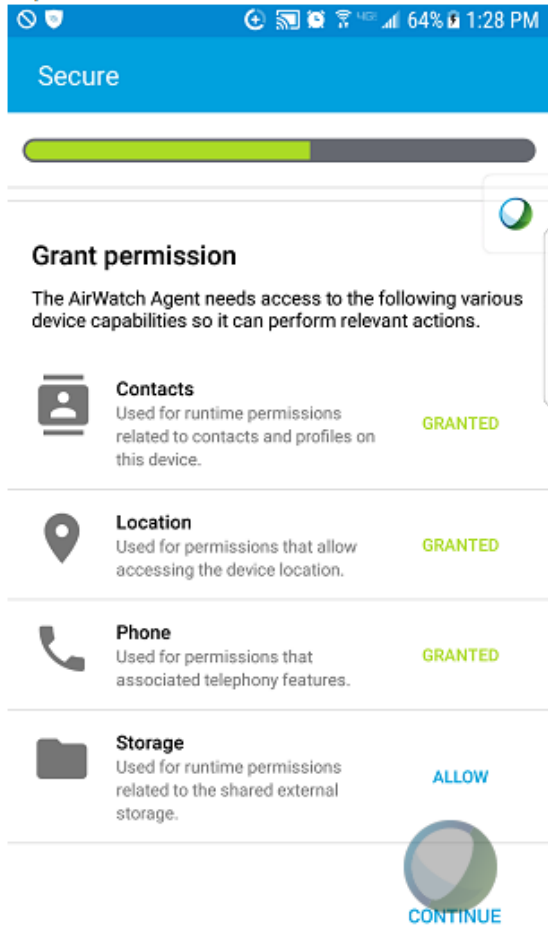 64% 1:28 PM
Secure
Grant permission
The AirWatch Agent needs access to the following various
device capabilities so it can perform relevant actions.
Contacts
Used for runtime permissions
related to contacts and profiles on
this device.
GRANTED
Location
Used for permissions that allow
accessing the device location.
GRANTED
Phone
Used for permissions that
associated telephony features.
GRANTED
Storage
Used for runtime permissions
related to the shared external
storage.
ALLOW
CONTINUE